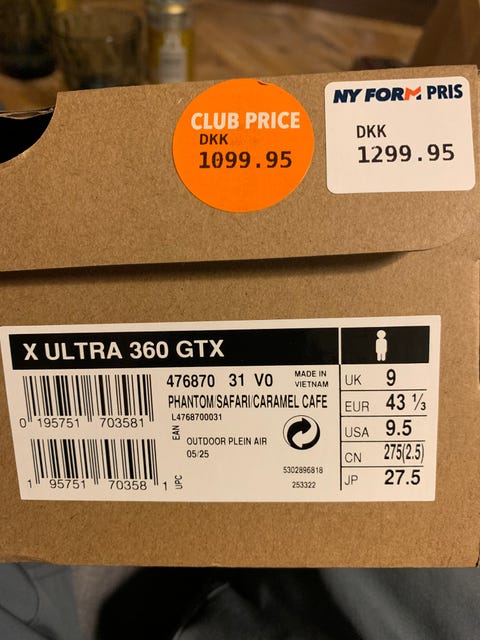 CLUB PRICE
DKK
1099.95
NY FORM PRIS
DKK
1299.95
X ULTRA 360 GTX
476870 31 V0
MADE IN
VIETNAM
PHANTOM/SAFARI/CARAMEL CAFE
L4768700031
EAN
OUTDOOR PLEIN AIR
05/25
5302896818
253322
0 195751 703581
1 95751 70358 1
UPC
UK 9
EUR 43 ⅓
USA 9.5
CN 275(2.5)
JP 27.5